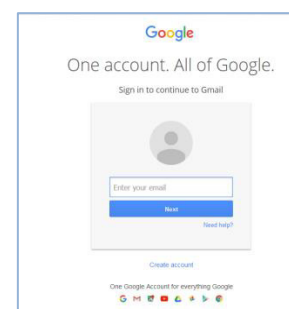 Google
One account. All of Google.
Sign in to continue to Gmail
Enter your email
Next
Need help?
Create account
One Google Account for everything Google